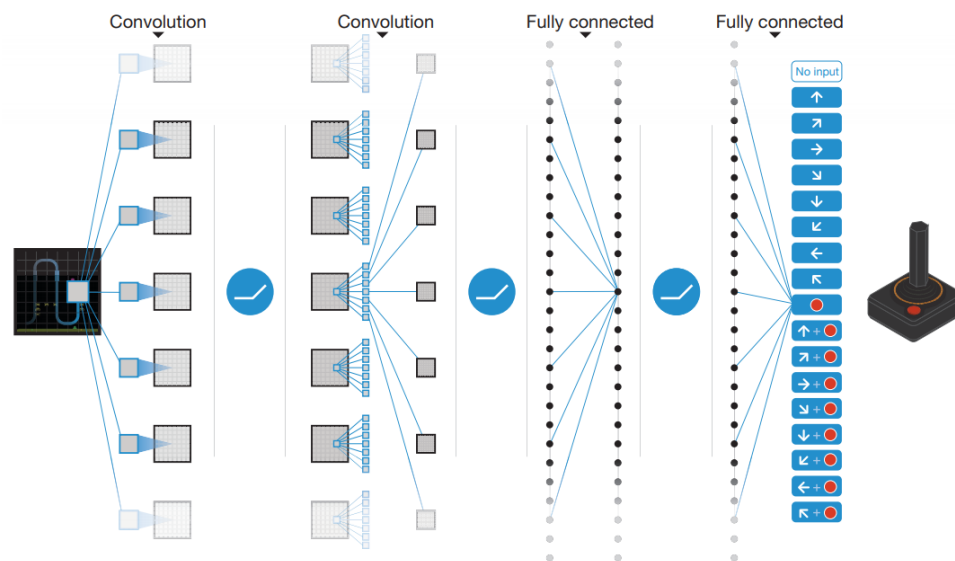 Convolution
Convolution
Fully connected
Fully connected
No input
+
+
+
+
+
+
+
+